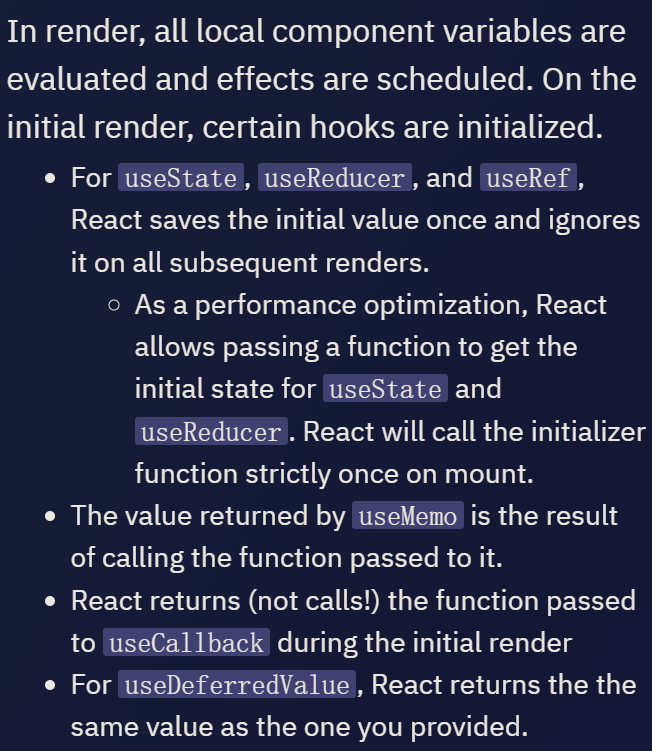 In render, all local component variables are
evaluated and effects are scheduled. On the
initial render, certain hooks are initialized.
• For useState, useReducer, and useRef,
React saves the initial value once and ignores
it on all subsequent renders.
○ As a performance optimization, React
allows passing a function to get the
initial state for useState and
useReducer. React will call the initializer
function strictly once on mount.
• The value returned by useMemo is the result
of calling the function passed to it.
• React returns (not calls!) the function passed
to useCallback during the initial render
• For useDeferredValue, React returns the the
same value as the one you provided.